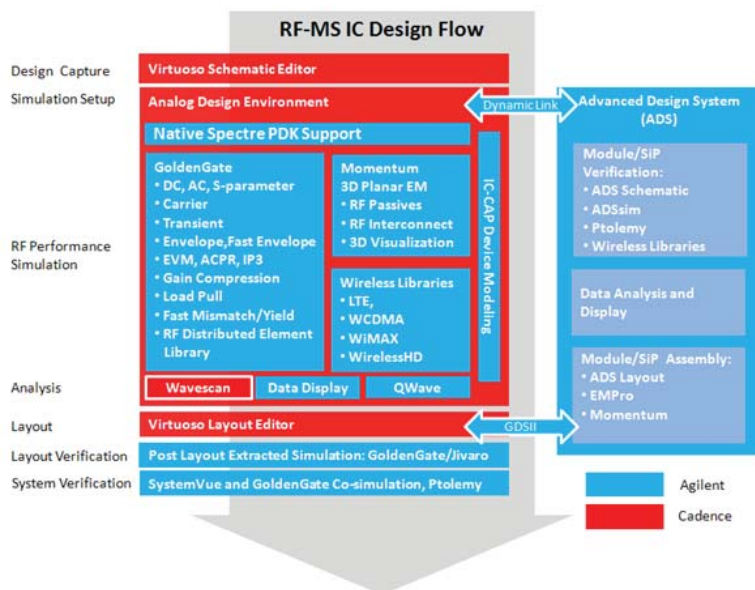 RF-MS IC Design Flow
Design Capture
Virtuoso Schematic Editor
Simulation Setup
Analog Design Environment
Dynamic Link
Advanced Design System
(ADS)
Native Spectre PDK Support
GoldenGate
• DC, AC, S-parameter
• Carrier
• Transient
• Envelope,Fast Envelope
• EVM, ACPR, IP3
• Gain Compression
• Load Pull
• Fast Mismatch/Yield
• RF Distributed Element
Library
Momentum
3D Planar EM
• RF Passives
• RF Interconnect
• 3D Visualization
Wireless Libraries
• LTE,
• WCDMA
• WiMAX
• WirelessHD
IC-CAP Device Modeling
Module/SiP
Verification:
• ADS Schematic
• ADSsim
• Ptolemy
• Wireless Libraries
RF Performance
Simulation
Data Analysis and
Display
Module/SiP Assembly:
• ADS Layout
• EMPro
• Momentum
Analysis
Wavescan
Data Display
QWave
Layout
Virtuoso Layout Editor
GDSII
Layout Verification
Post Layout Extracted Simulation: GoldenGate/Jivaro
System Verification
SystemVue and GoldenGate Co-simulation, Ptolemy
Agilent
Cadence